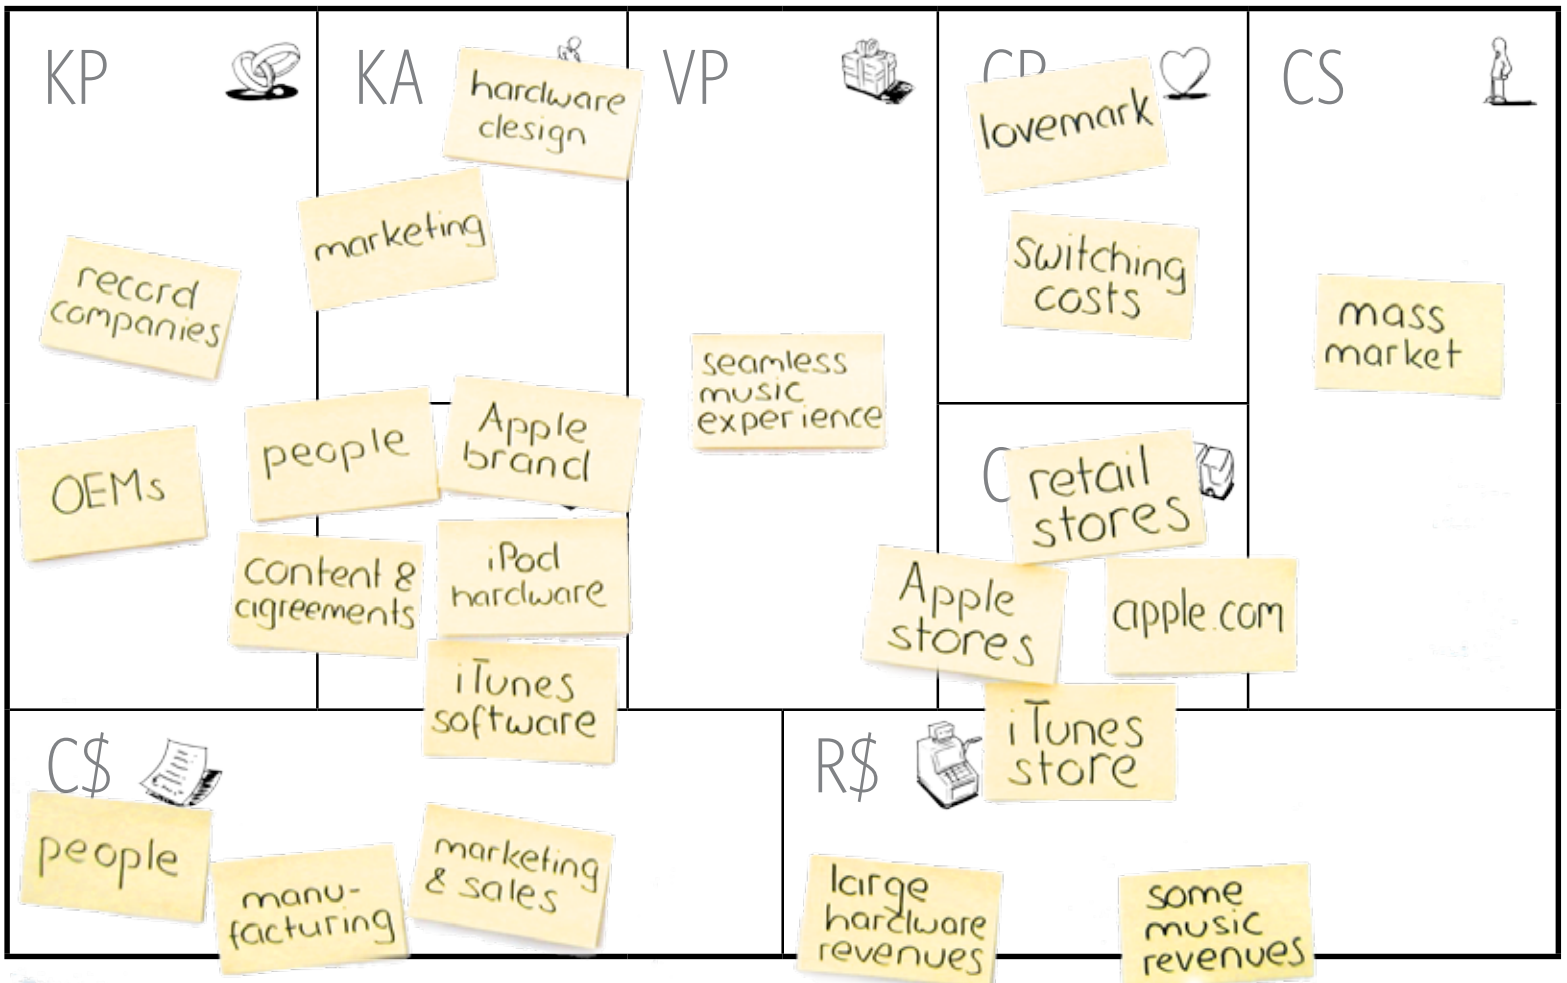 KP
record
companies
OEMs
KA
hardware
design
marketing
people
Apple
brand
content &
agreements
iPod
hardware
iTunes
software
VP
seamless
music
experience
CR
lovemark
switching
costs
C
retail
stores
Apple
stores
apple.com
iTunes
store
CS
mass
market
C$
people
manu-
facturing
marketing
& sales
R$
large
hardware
revenues
some
music
revenues